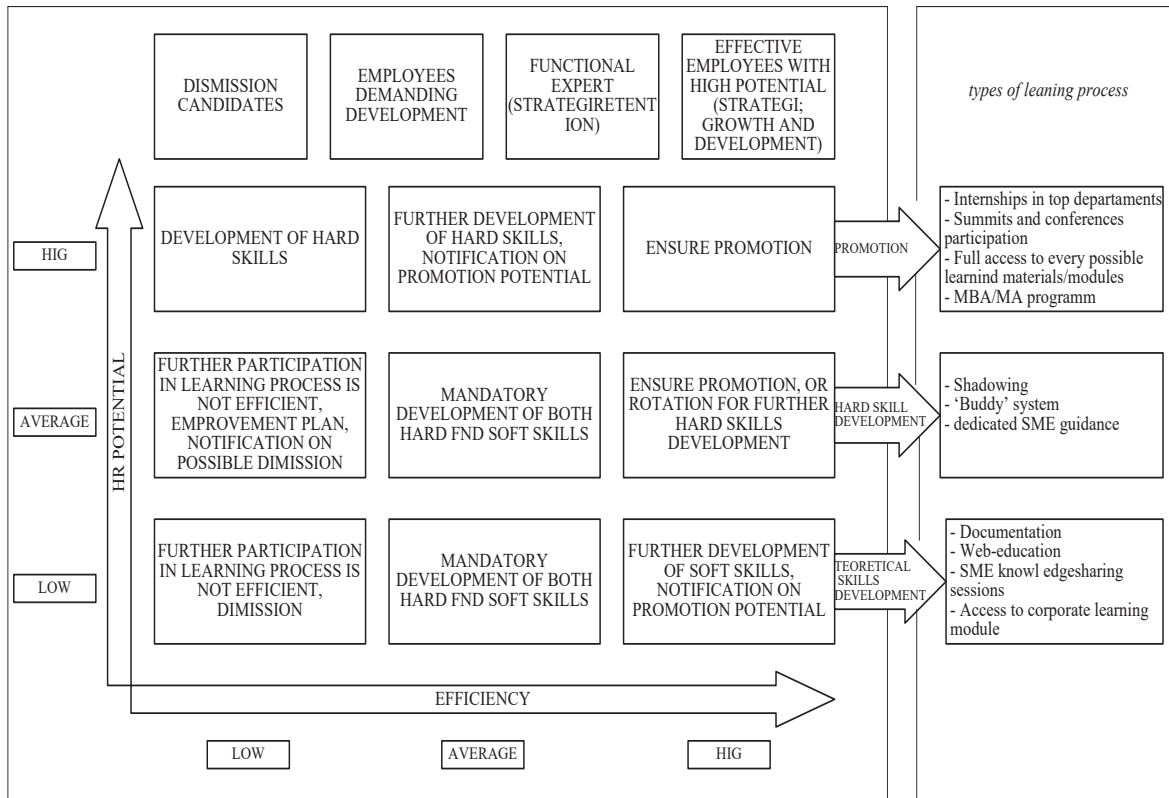 DISMISSION
CANDIDATES
EMPLOYEES
DEMANDING
DEVELOPMENT
FUNCTIONAL
EXPERT
(STRATEGIRETENT
ION)
EFFECTIVE
EMPLOYEES WITH
HIGH POTENTIAL
(STRATEGI;
GROWTH AND
DEVELOPMENT)
types of leaning process
HR POTENTIAL
HIG
DEVELOPMENT OF HARD
SKILLS
FURTHER DEVELOPMENT
OF HARD SKILLS,
NOTIFICATION ON
PROMOTION POTENTIAL
ENSURE PROMOTION
PROMOTION
- Internships in top departaments
- Summits and conferences
participation
- Full access to every possible
learnind materials/modules
- MBA/MA programm
AVERAGE
FURTHER PARTICIPATION
IN LEARNING PROCESS IS
NOT EFFICIENT,
EMPROVEMENT PLAN,
NOTIFICATION ON
POSSIBLE DIMISSION
MANDATORY
DEVELOPMENT OF BOTH
HARD FND SOFT SKILLS
ENSURE PROMOTION, OR
ROTATION FOR FURTHER
HARD SKILLS
DEVELOPMENT
HARD SKILL
DEVELOPMENT
- Shadowing
- ‘Buddy’ system
- dedicated SME guidance
LOW
FURTHER PARTICIPATION
IN LEARNING PROCESS IS
NOT EFFICIENT,
DIMISSION
MANDATORY
DEVELOPMENT OF BOTH
HARD FND SOFT SKILLS
FURTHER DEVELOPMENT
OF SOFT SKILLS,
NOTIFICATION ON
PROMOTION POTENTIAL
TEORETICAL
SKILLS
DEVELOPMENT
- Documentation
- Web-education
- SME knowl edgesharing
sessions
- Access to corporate learning
module
EFFICIENCY
LOW
AVERAGE
HIG